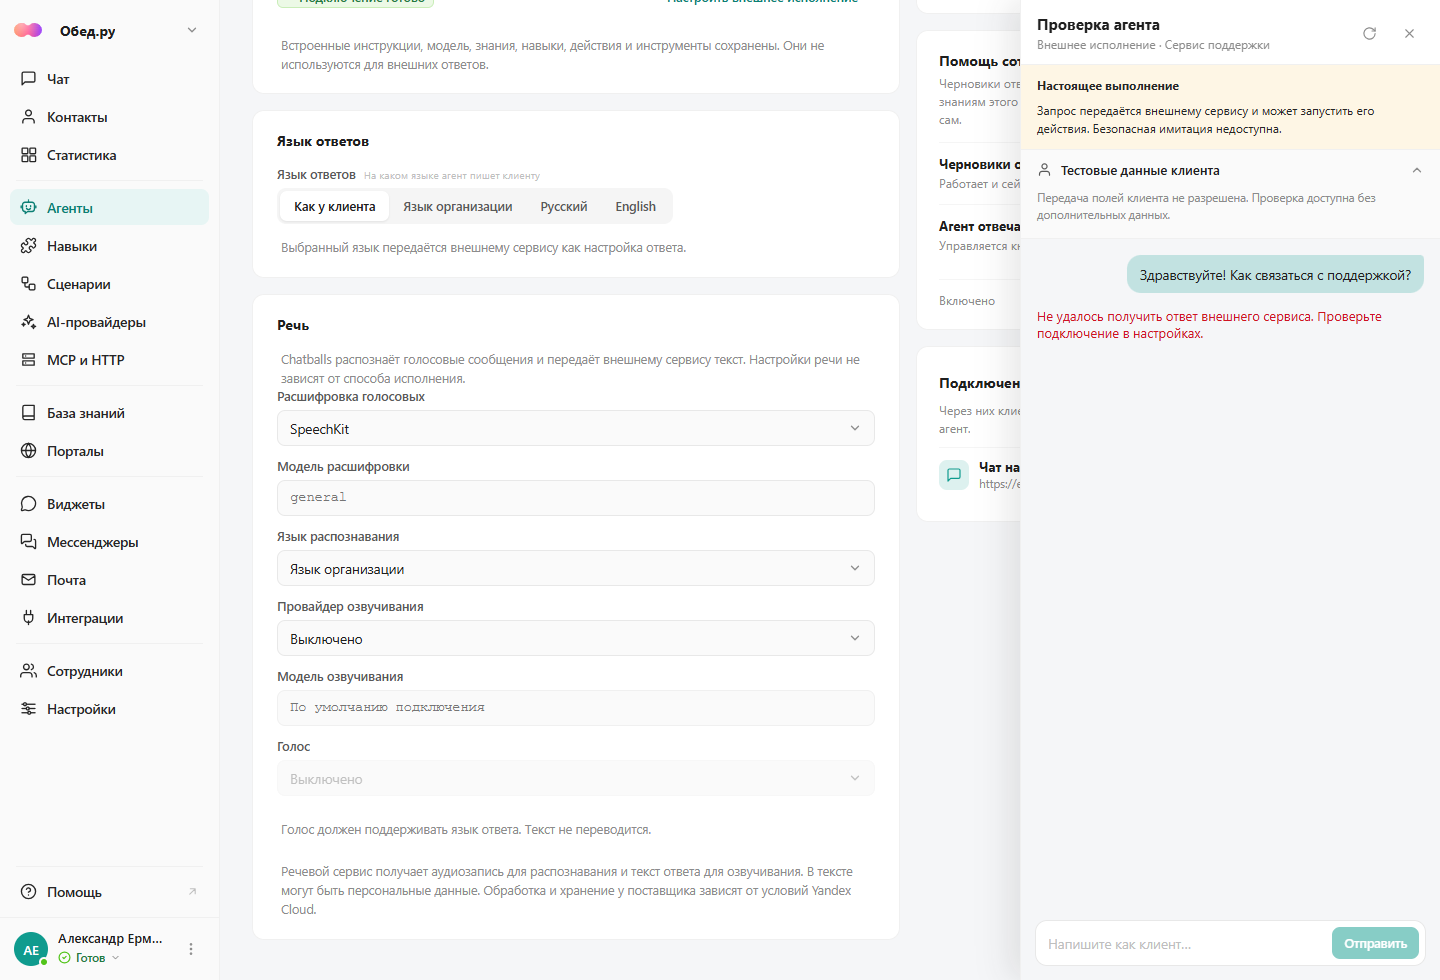 Обед.ру
Чат
Контакты
Статистика
Агенты
Навыки
Сценарии
AI-провайдеры
MCP и HTTP
База знаний
Порталы
Виджеты
Мессенджеры
Почта
Интеграции
Сотрудники
Настройки
Помощь
АЕ
Александр Ерм...
Готов
Встроенные инструкции, модель, знания, навыки, действия и инструменты сохранены. Они не
используются для внешних ответов.
Язык ответов
Язык ответов На каком языке агент пишет клиенту
Как у клиента Язык организации Русский English
Выбранный язык передаётся внешнему сервису как настройка ответа.
Речь
Chatballs распознаёт голосовые сообщения и передаёт внешнему сервису текст. Настройки речи не
зависят от способа исполнения.
Расшифровка голосовых
SpeechKit
Модель расшифровки
general
Язык распознавания
Язык организации
Провайдер озвучивания
Выключено
Модель озвучивания
По умолчанию подключения
Голос
Выключено
Голос должен поддерживать язык ответа. Текст не переводится.
Речевой сервис получает аудиозапись для распознавания и текст ответа для озвучивания. В тексте
могут быть персональные данные. Обработка и хранение у поставщика зависят от условий Yandex
Cloud.
Помощь
Черновики
знаниям этого
сам.
Черновики
Работает и
Агент
Управляется
Включено
Через них
агент.
Чат
Проверка агента
Внешнее исполнение · Сервис поддержки
Настоящее выполнение
Запрос передаётся внешнему сервису и может запустить его
действия. Безопасная имитация недоступна.
Тестовые данные клиента
Передача полей клиента не разрешена. Проверка доступна без
дополнительных данных.
Здравствуйте! Как связаться с поддержкой?
Не удалось получить ответ внешнего сервиса. Проверьте
подключение в настройках.
Напишите как клиент...
Отправить